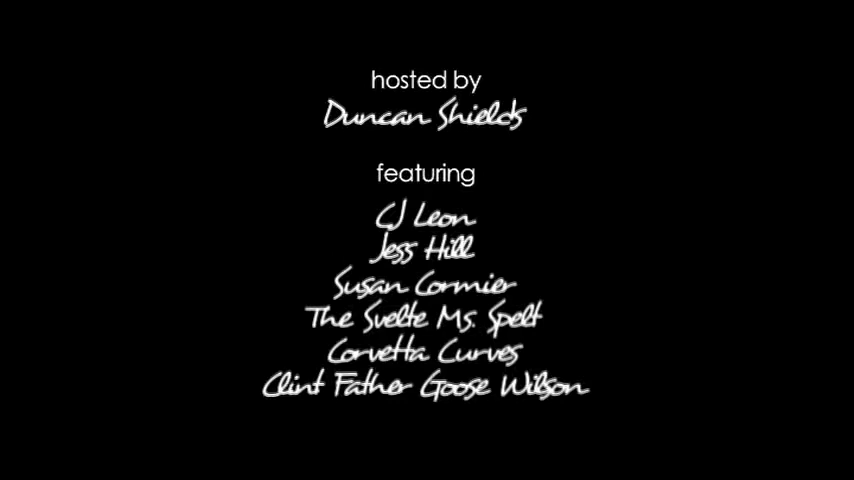 hosted by
Duncan Shields
featuring
CJ Leon
Jess Hill
Susan Cormier
The Svelte Ms. Spelt
Corvetta Curves
Clint Father Goose Wilson